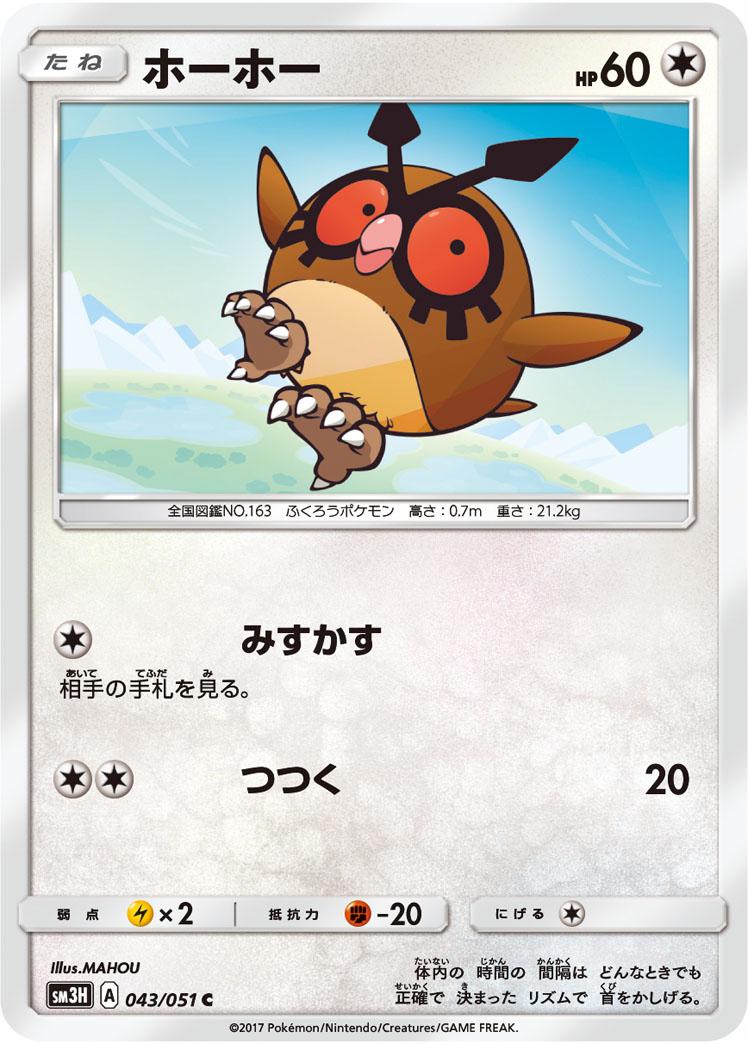 たね ホーホー HP60
全国図鑑NO.163 ふくろうポケモン 高さ:0.7m 重さ:21.2kg
みすかす
あいて てふだ み
相手の手札を見る。
つつく 20
弱点 ×2 抵抗力 -20 にげる
Illus.MAHOU
たいない じかん かんかく
体内の 時間の 間隔は どんなときでも
せいかく き くび
正確で 決まった リズムで 首をかしげる。
SM3H A 043/051 C
©2017 Pokémon/Nintendo/Creatures/GAME FREAK.